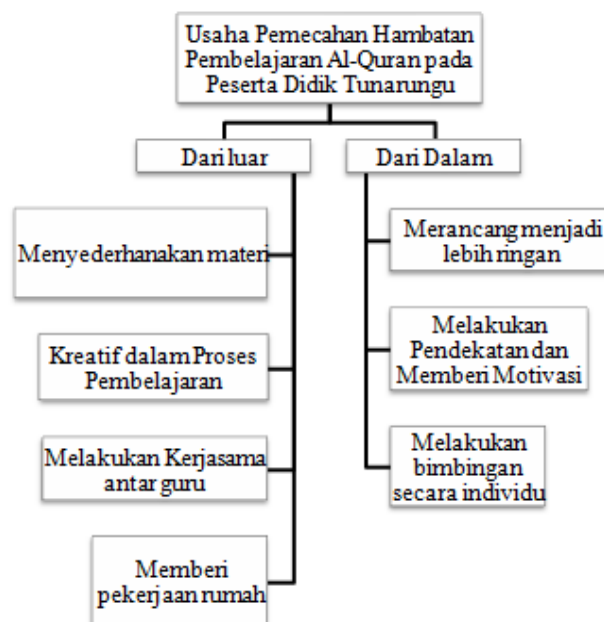 Usaha Pemecahan Hambatan
Pembelajaran Al-Quran pada
Peserta Didik Tunarungu
Dari luar
Dari Dalam
Menyederhanakan materi
Kreatif dalam Proses
Pembelajaran
Melakukan Kerjasama
antar guru
Memberi
pekerjaan rumah
Merancang menjadi
lebih ringan
Melakukan
Pendekatan dan
Memberi Motivasi
Melakukan
bimbingan
secara individu